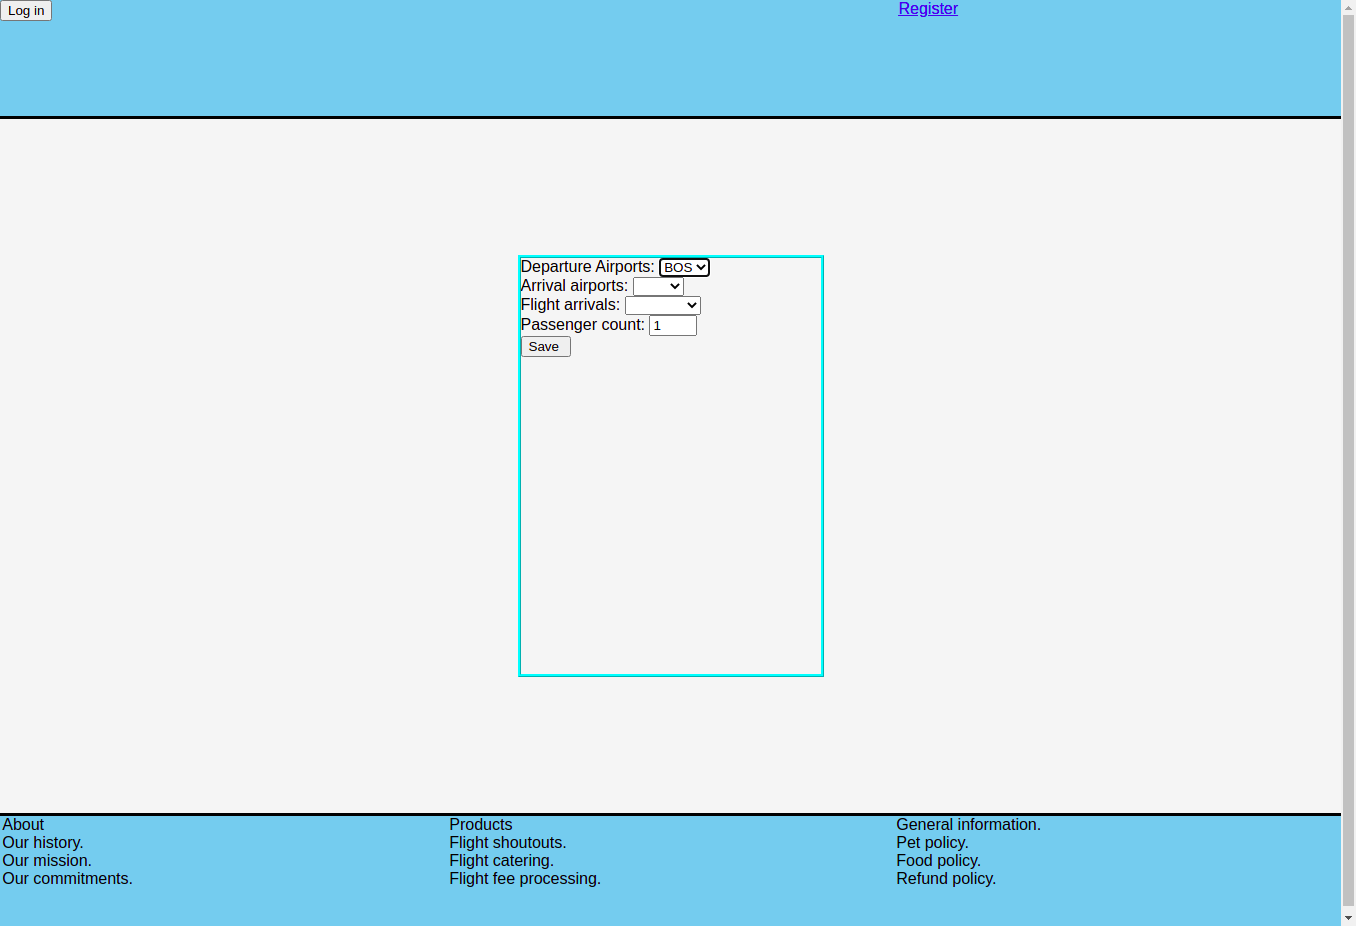 Log in
Register
Departure Airports: BOS
Arrival airports:
Flight arrivals:
Passenger count: 1
Save
About
Our history.
Our mission.
Our commitments.
Products
Flight shoutouts.
Flight catering.
Flight fee processing.
General information.
Pet policy.
Food policy.
Refund policy.